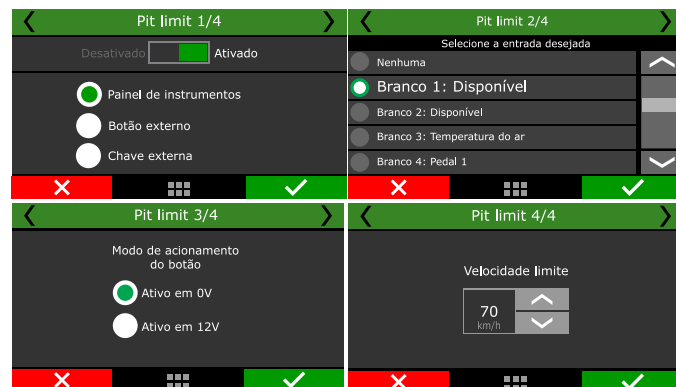 Pit limit 1/4
Desativado Ativado
Painel de instrumentos
Botão externo
Chave externa
Pit limit 2/4
Selecione a entrada desejada
Nenhuma
Branco 1: Disponível
Branco 2: Disponível
Branco 3: Temperatura do ar
Branco 4: Pedal 1
Pit limit 3/4
Modo de acionamento
do botão
Ativo em 0V
Ativo em 12V
Pit limit 4/4
Velocidade limite
70
km/h